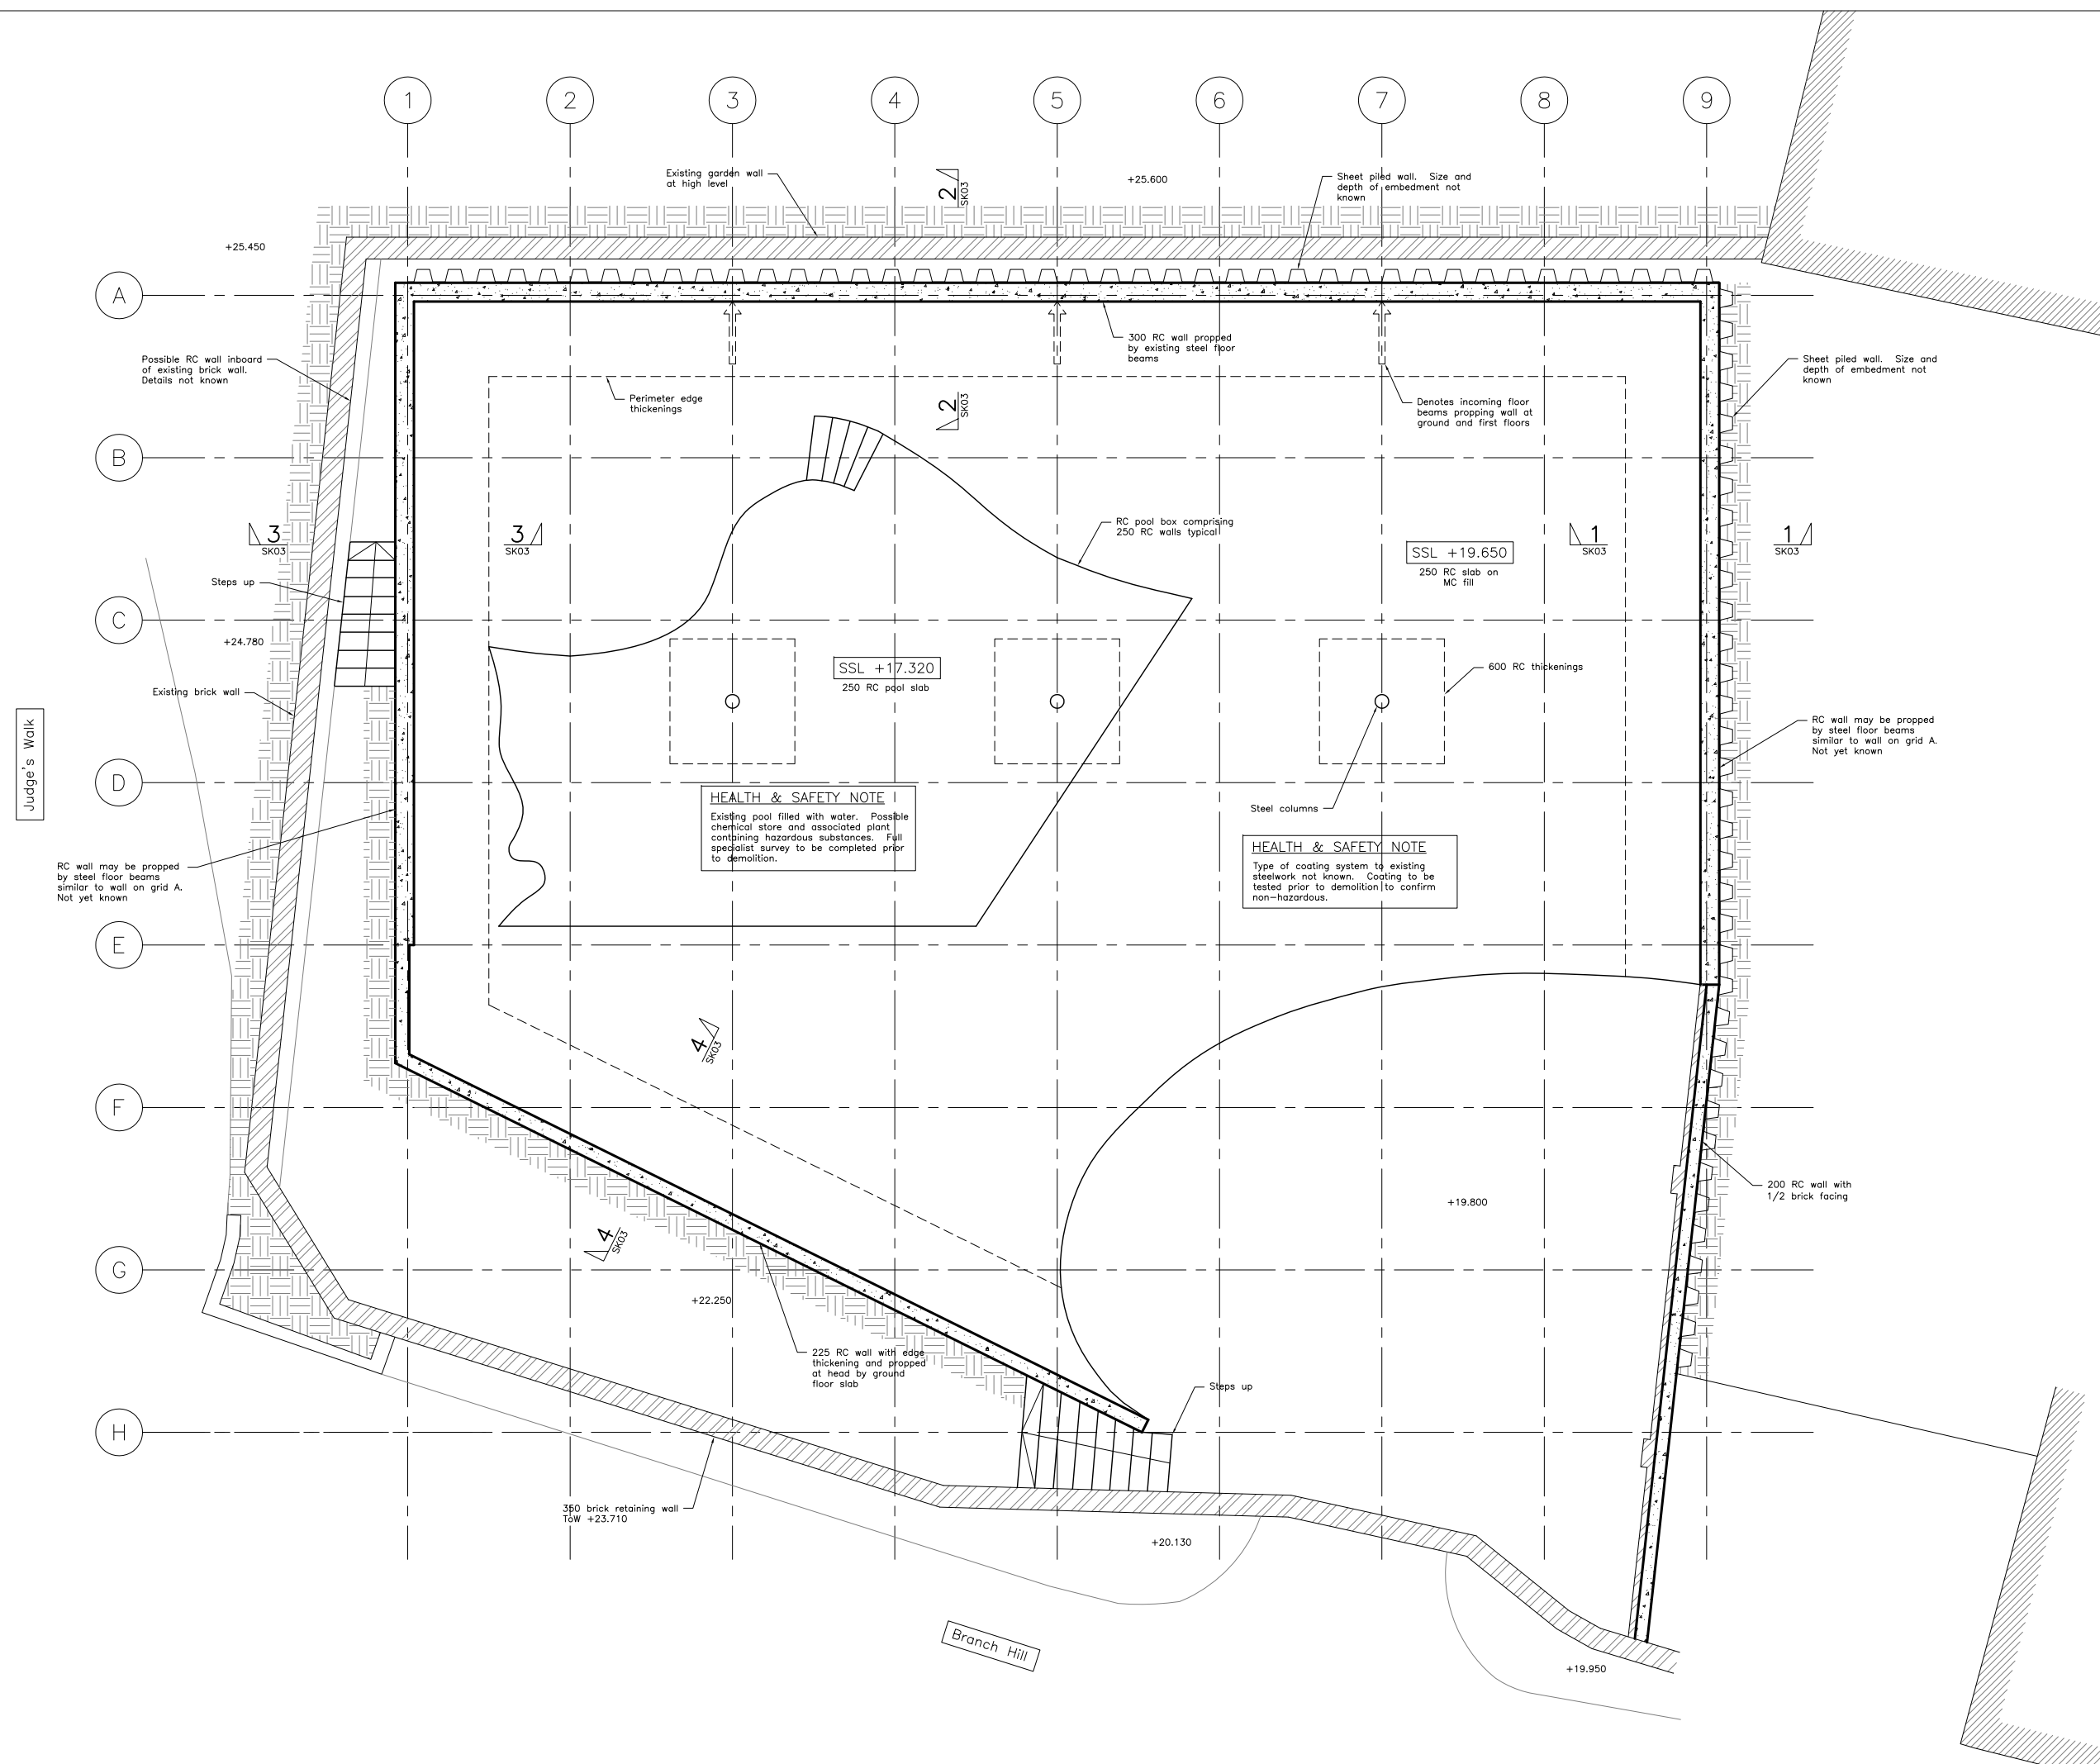 1
2
3
4
5
6
7
8
9
Existing garden wall
at high level
2
SK03
+25.600
Sheet piled wall. Size and
depth of embedment not
known
+25.450
A
300 RC wall propped
by existing steel floor
beams
Possible RC wall inboard
of existing brick wall.
Details not known
Sheet piled wall. Size and
depth of embedment not
known
Perimeter edge
thickenings
2
SK03
Denotes incoming floor
beams propping wall at
ground and first floors
B
3
SK03
3
SK03
RC pool box comprising
250 RC walls typical
1
SK03
1
SK03
SSL +19.650
250 RC slab on
MC fill
Steps up
C
+24.780
SSL +17.320
250 RC pool slab
600 RC thickenings
Existing brick wall
Judge's Walk
RC wall may be propped
by steel floor beams
similar to wall on grid A.
Not yet known
D
HEALTH & SAFETY NOTE
Existing pool filled with water. Possible
chemical store and associated plant
containing hazardous substances. Full
specialist survey to be completed prior
to demolition.
Steel columns
HEALTH & SAFETY NOTE
Type of coating system to existing
steelwork not known. Coating to be
tested prior to demolition to confirm
non-hazardous.
RC wall may be propped
by steel floor beams
similar to wall on grid A.
Not yet known
E
4
SK03
F
200 RC wall with
1/2 brick facing
+19.800
4
SK03
G
+22.250
225 RC wall with edge
thickening and propped
at head by ground
floor slab
Steps up
H
350 brick retaining wall
ToW +23.710
+20.130
Branch Hill
+19.950